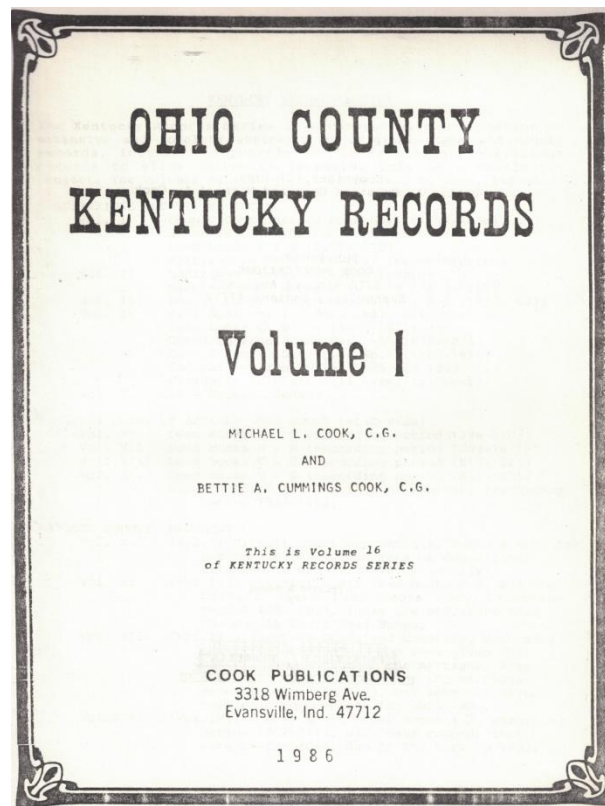 OHIO COUNTY
KENTUCKY RECORDS
Volume 1
MICHAEL L. COOK, C.G.
AND
BETTIE A. CUMMINGS COOK, C.G.
This is Volume 16
of KENTUCKY RECORDS SERIES
COOK PUBLICATIONS
3318 Wimberg Ave.
Evansville, Ind. 47712
1986